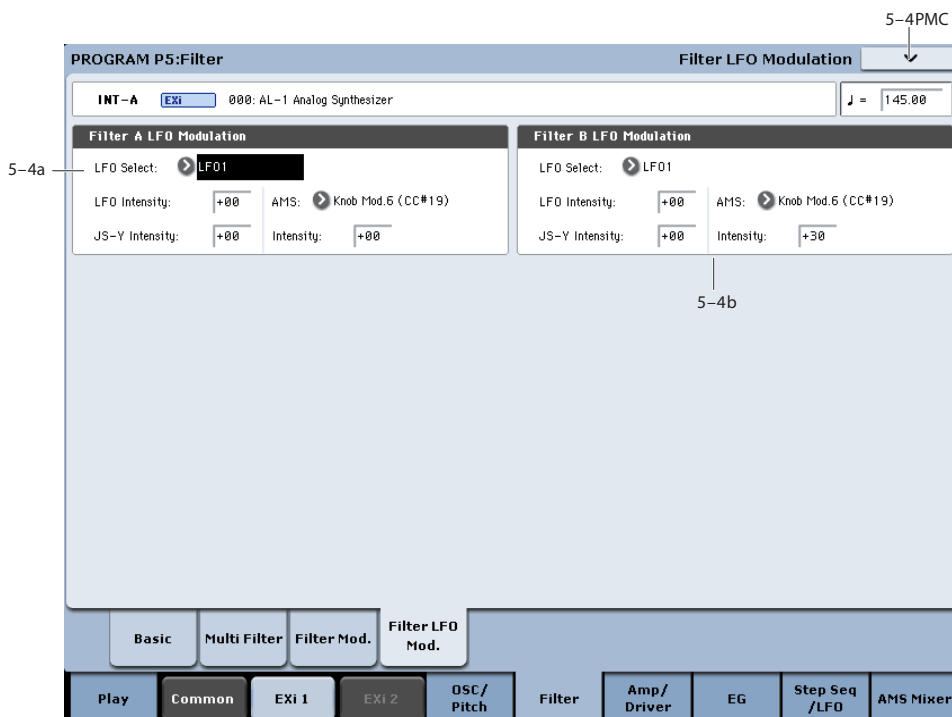 5–4PMC
PROGRAM P5:Filter Filter LFO Modulation
INT-A EXi 000: AL-1 Analog Synthesizer ♩ = 145.00
Filter A LFO Modulation Filter B LFO Modulation
5–4a LFO Select: LFO1 LFO Select: LFO1
LFO Intensity: +00 AMS: Knob Mod.6 (CC#19) LFO Intensity: +00 AMS: Knob Mod.6 (CC#19)
JS-Y Intensity: +00 Intensity: +00 JS-Y Intensity: +00 Intensity: +30
5–4b
Basic Multi Filter Filter Mod. Filter LFO Mod.
Play Common EXi 1 EXi 2 OSC/ Pitch Filter Amp/ Driver EG Step Seq /LFO AMS Mixer